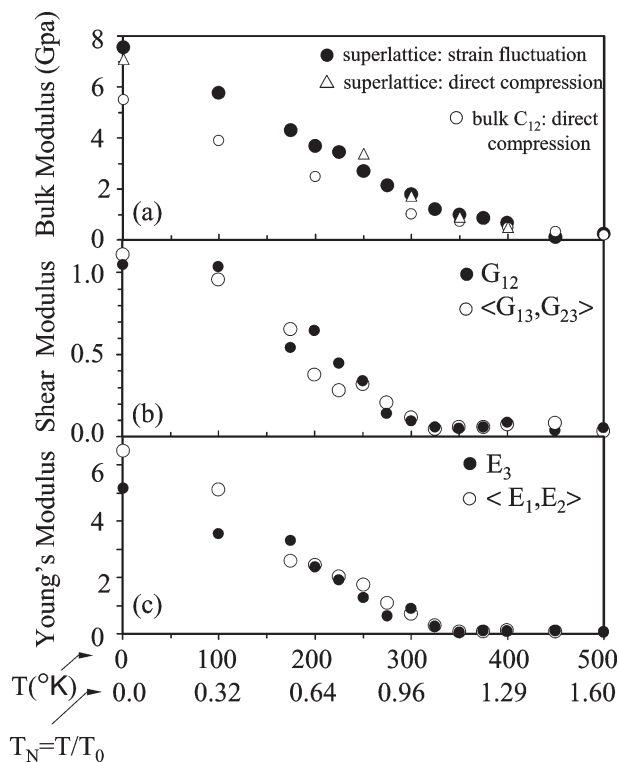 Bulk Modulus (Gpa)
8
6
4
2
0
superlattice: strain fluctuation
superlattice: direct compression
bulk C₁₂: direct
compression
(a)
Shear Modulus
1.0
0.5
0.0
G₁₂
<G₁₃,G₂₃>
(b)
Young's Modulus
6
4
2
0
E₃
< E₁,E₂>
(c)
0 100 200 300 400 500
T(°K)
0.0 0.32 0.64 0.96 1.29 1.60
T_N=T/T₀